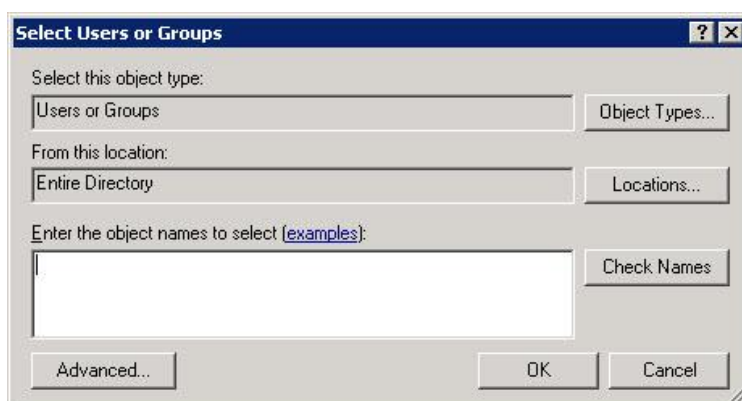 Select Users or Groups
Select this object type:
Users or Groups
Object Types...
From this location:
Entire Directory
Locations...
Enter the object names to select (examples):
Check Names
Advanced...
OK
Cancel